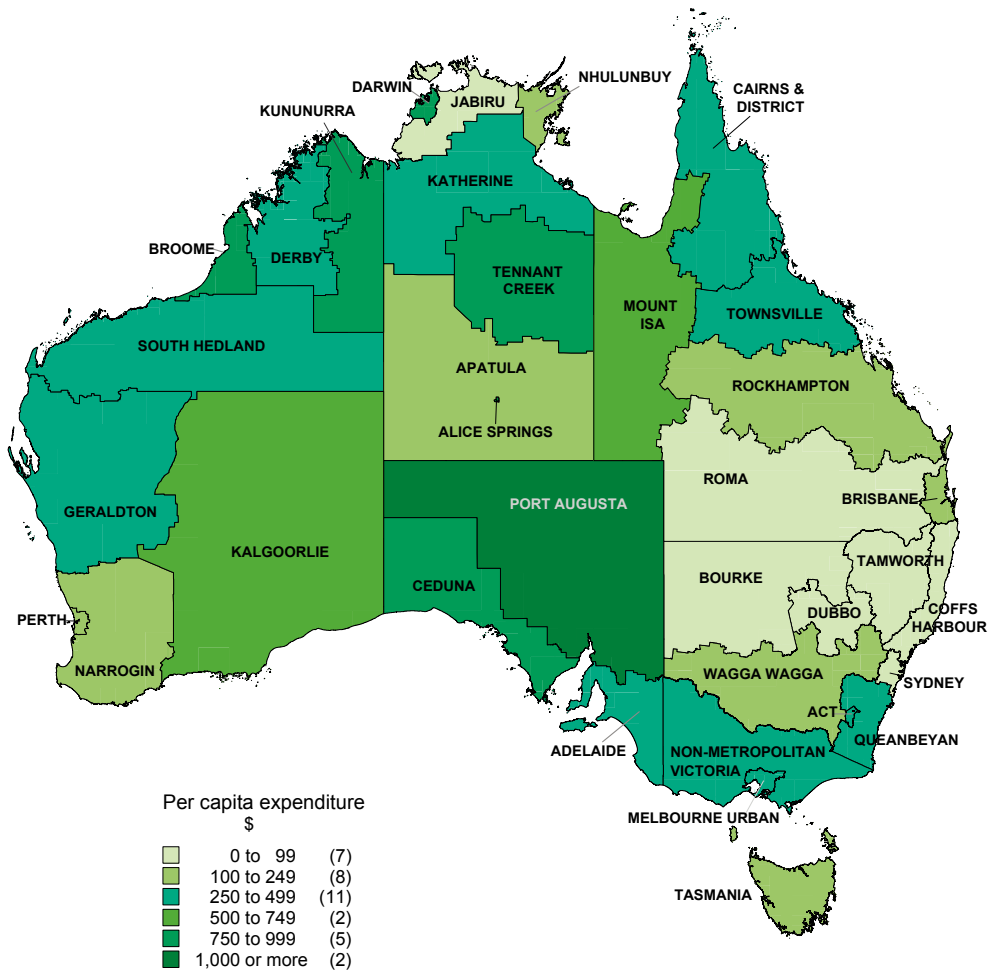 NHULUNBUY
DARWIN
CAIRNS &
DISTRICT
JABIRU
KUNUNURRA
KATHERINE
BROOME
DERBY
TENNANT
CREEK
MOUNT
ISA
TOWNSVILLE
SOUTH HEDLAND
APATULA
ROCKHAMPTON
ALICE SPRINGS
ROMA
BRISBANE
PORT AUGUSTA
GERALDTON
KALGOORLIE
TAMWORTH
BOURKE
CEDUNA
COFFS
HARBOUR
DUBBO
PERTH
NARROGIN
WAGGA WAGGA
SYDNEY
ACT
QUEANBEYAN
ADELAIDE
NON-METROPOLITAN
VICTORIA
MELBOURNE URBAN
TASMANIA
Per capita expenditure
$
0 to 99 (7)
100 to 249 (8)
250 to 499 (11)
500 to 749 (2)
750 to 999 (5)
1,000 or more (2)